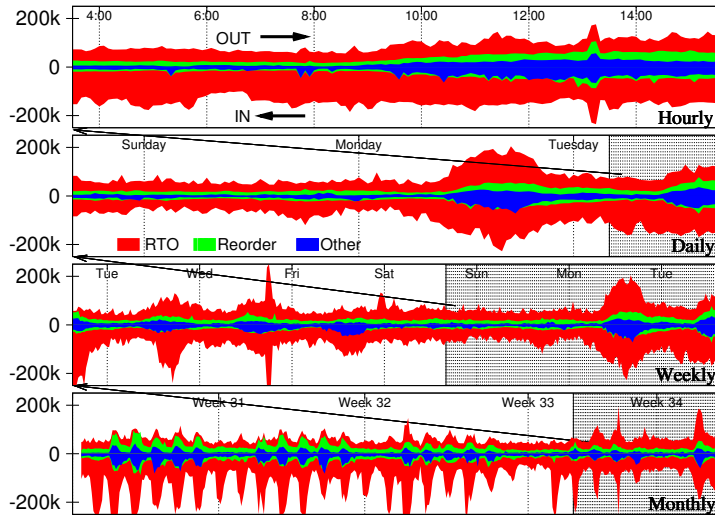 4:00 6:00 8:00 10:00 12:00 14:00
200k
OUT
0
IN
-200k
Hourly
Sunday Monday Tuesday
200k
0
RTO Reorder Other
-200k
Daily
Tue Wed Fri Sat Sun Mon Tue
200k
0
-200k
Weekly
Week 31 Week 32 Week 33 Week 34
200k
0
-200k
Monthly